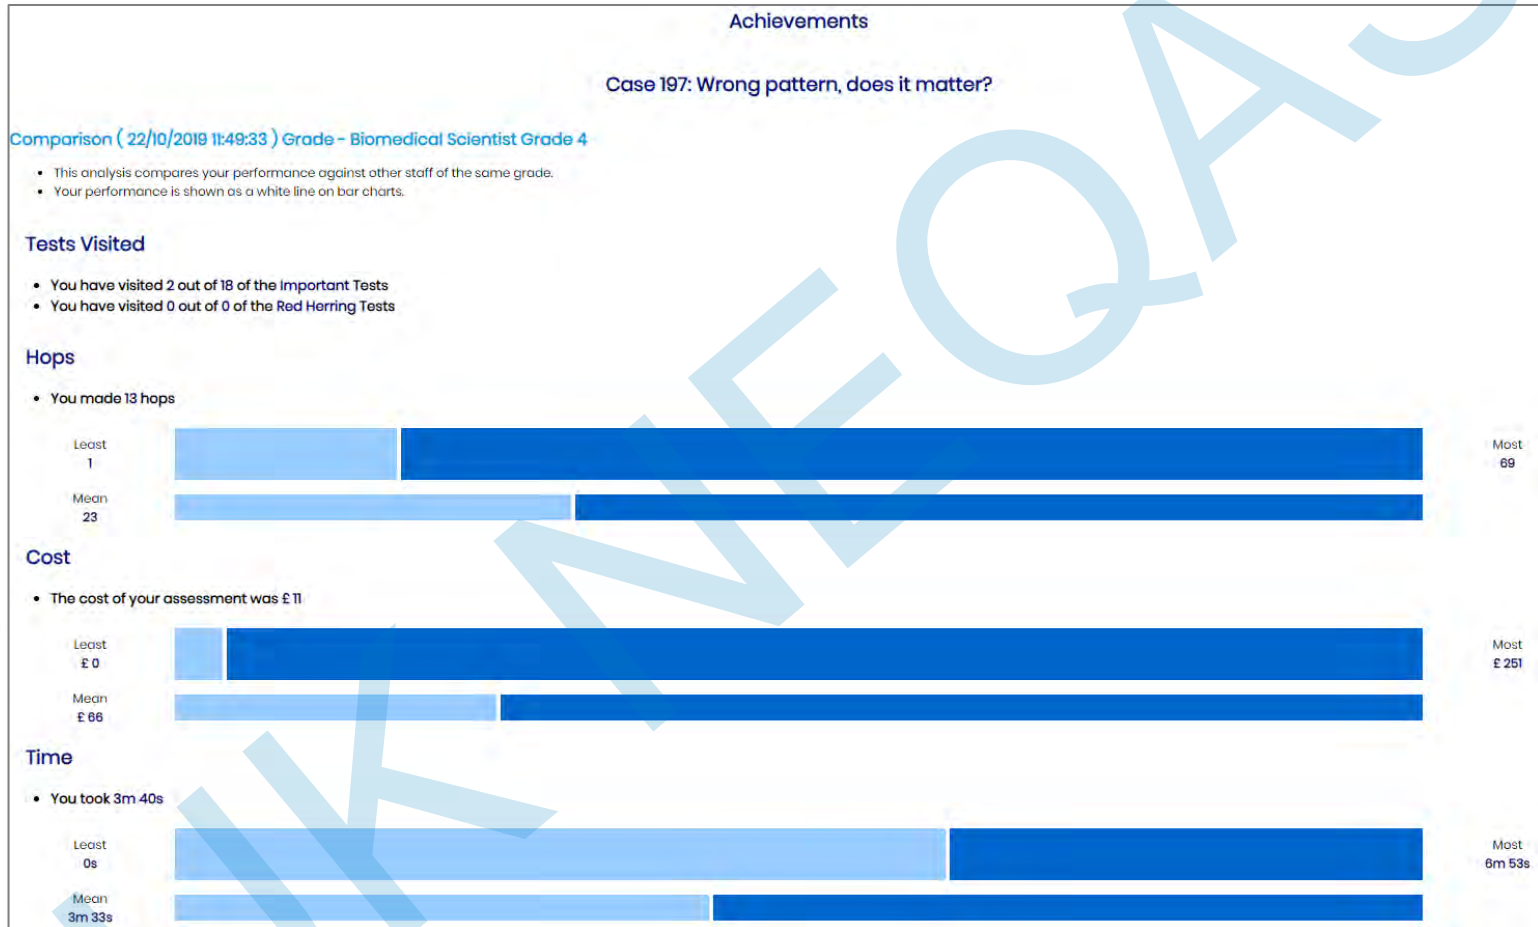 Achievements
Case 197: Wrong pattern, does it matter?
Comparison ( 22/10/2019 11:49:33 ) Grade - Biomedical Scientist Grade 4
• This analysis compares your performance against other staff of the same grade.
• Your performance is shown as a white line on bar charts.
Tests Visited
• You have visited 2 out of 18 of the Important Tests
• You have visited 0 out of 0 of the Red Herring Tests
Hops
• You made 13 hops
Least
1
Most
69
Mean
23
Cost
• The cost of your assessment was £ 11
Least
£ 0
Most
£ 251
Mean
£ 66
Time
• You took 3m 40s
Least
0s
Most
6m 53s
Mean
3m 33s
UK NEQAS